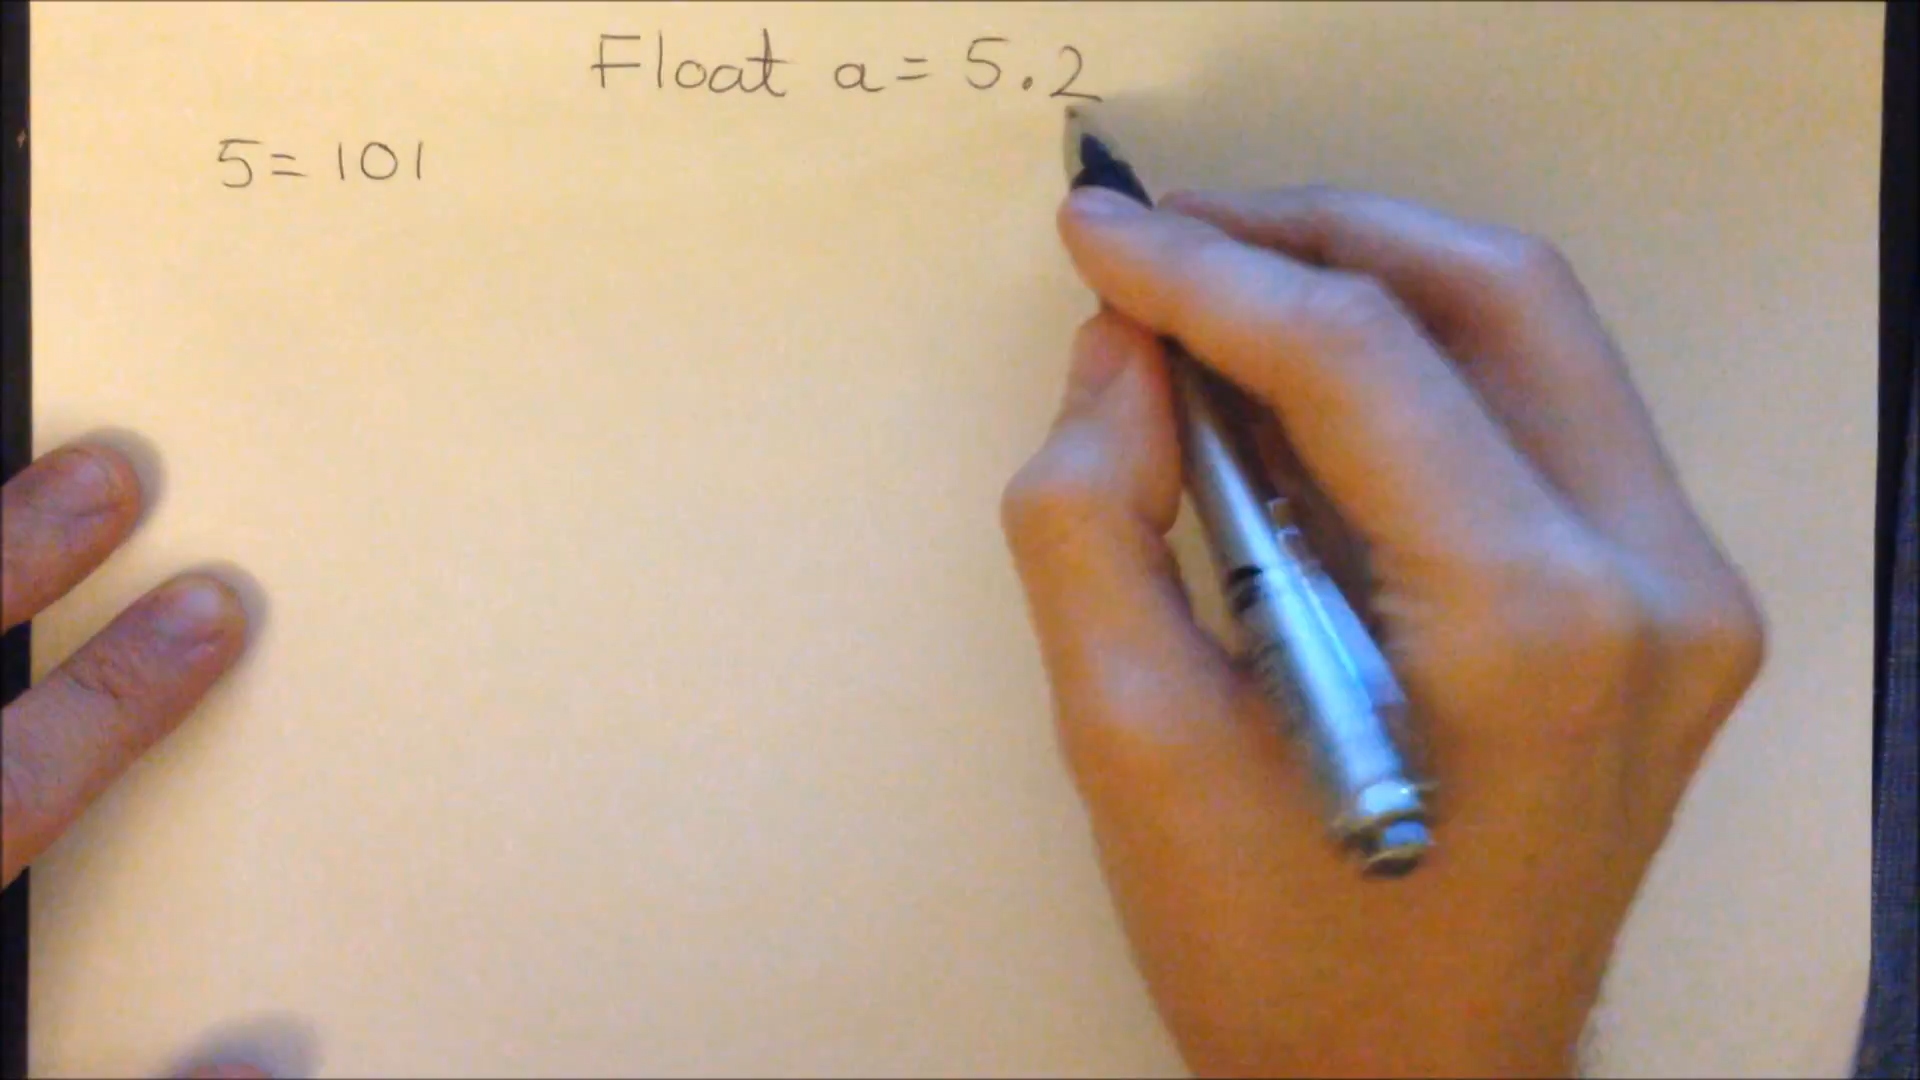 Float a = 5.2
5 = 101